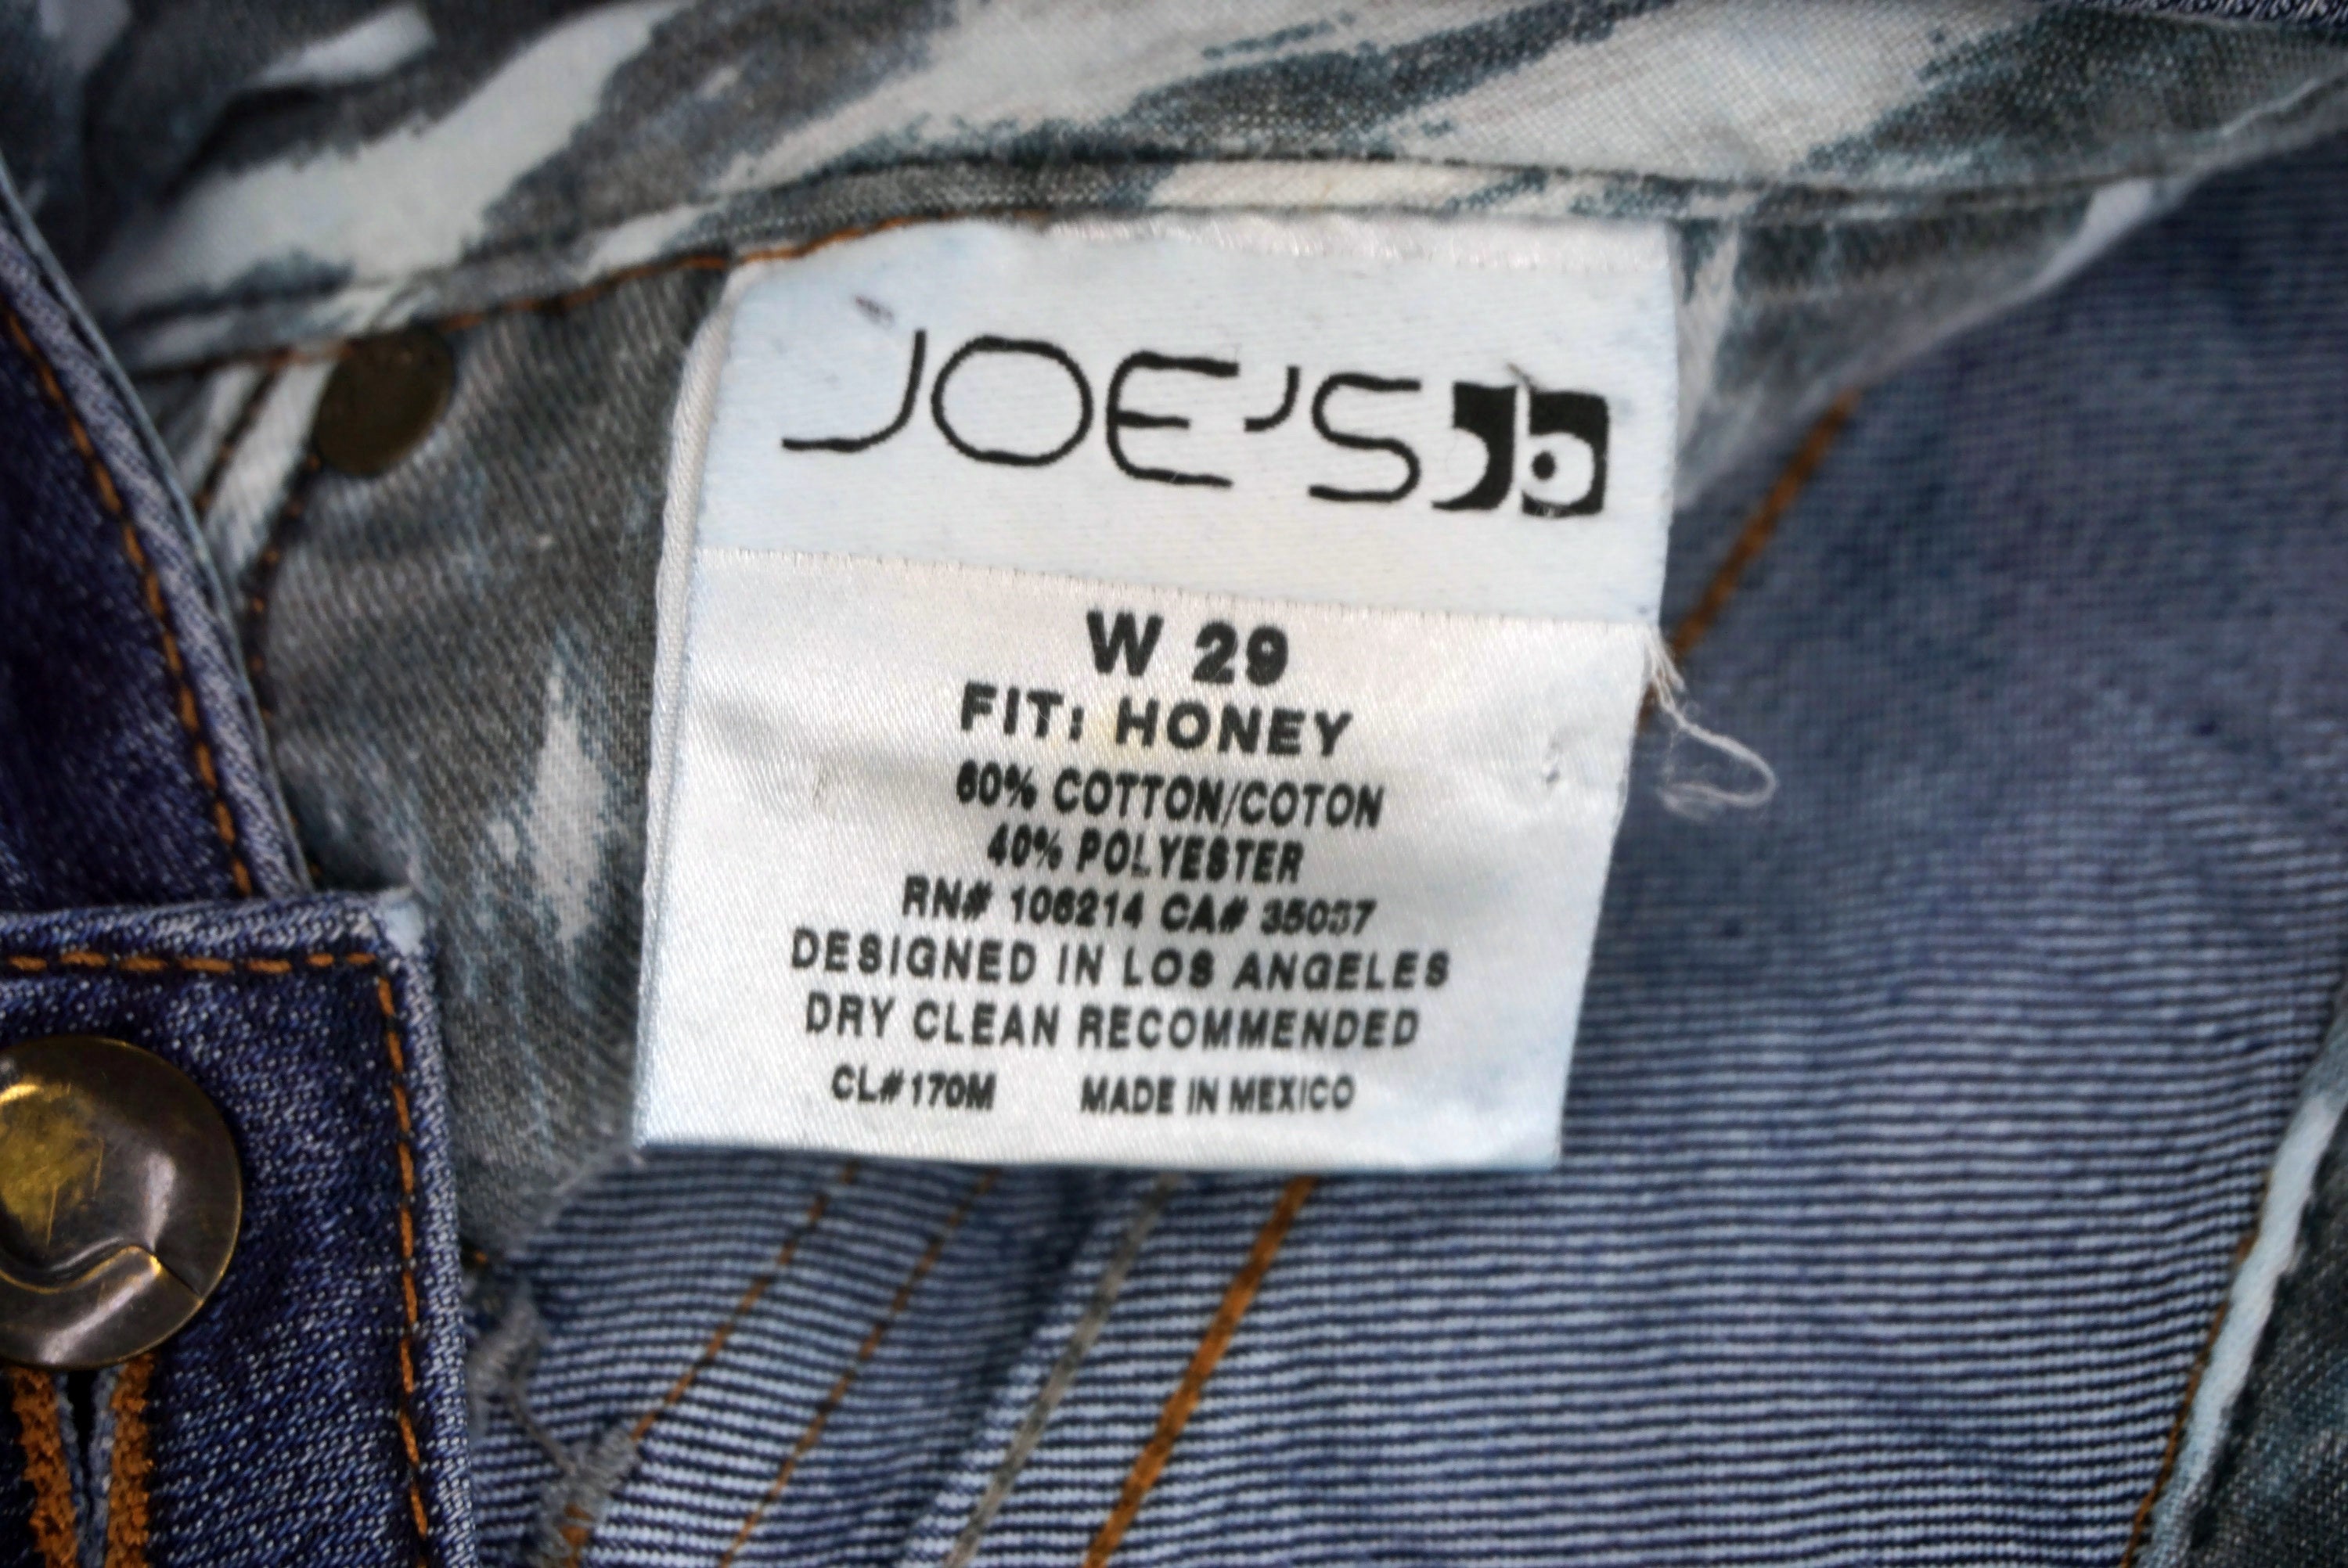 JOE'S
W 29
FIT: HONEY
60% COTTON/COTON
40% POLYESTER
RN# 106214 CA# 35037
DESIGNED IN LOS ANGELES
DRY CLEAN RECOMMENDED
CL# 170M MADE IN MEXICO